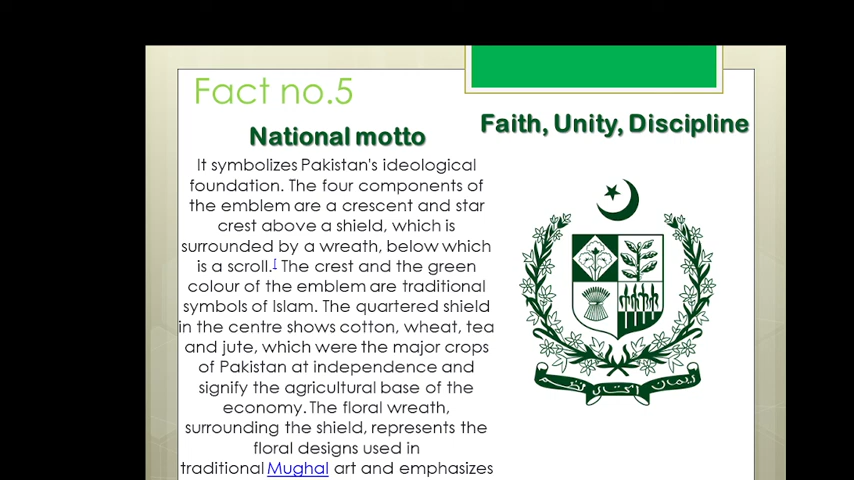 Fact no.5
National motto
Faith, Unity, Discipline
It symbolizes Pakistan's ideological
foundation. The four components of
the emblem are a crescent and star
crest above a shield, which is
surrounded by a wreath, below which
is a scroll.[ The crest and the green
colour of the emblem are traditional
symbols of Islam. The quartered shield
in the centre shows cotton, wheat, tea
and jute, which were the major crops
of Pakistan at independence and
signify the agricultural base of the
economy. The floral wreath,
surrounding the shield, represents the
floral designs used in
traditional Mughal art and emphasizes
ایمان اتحاد نظم